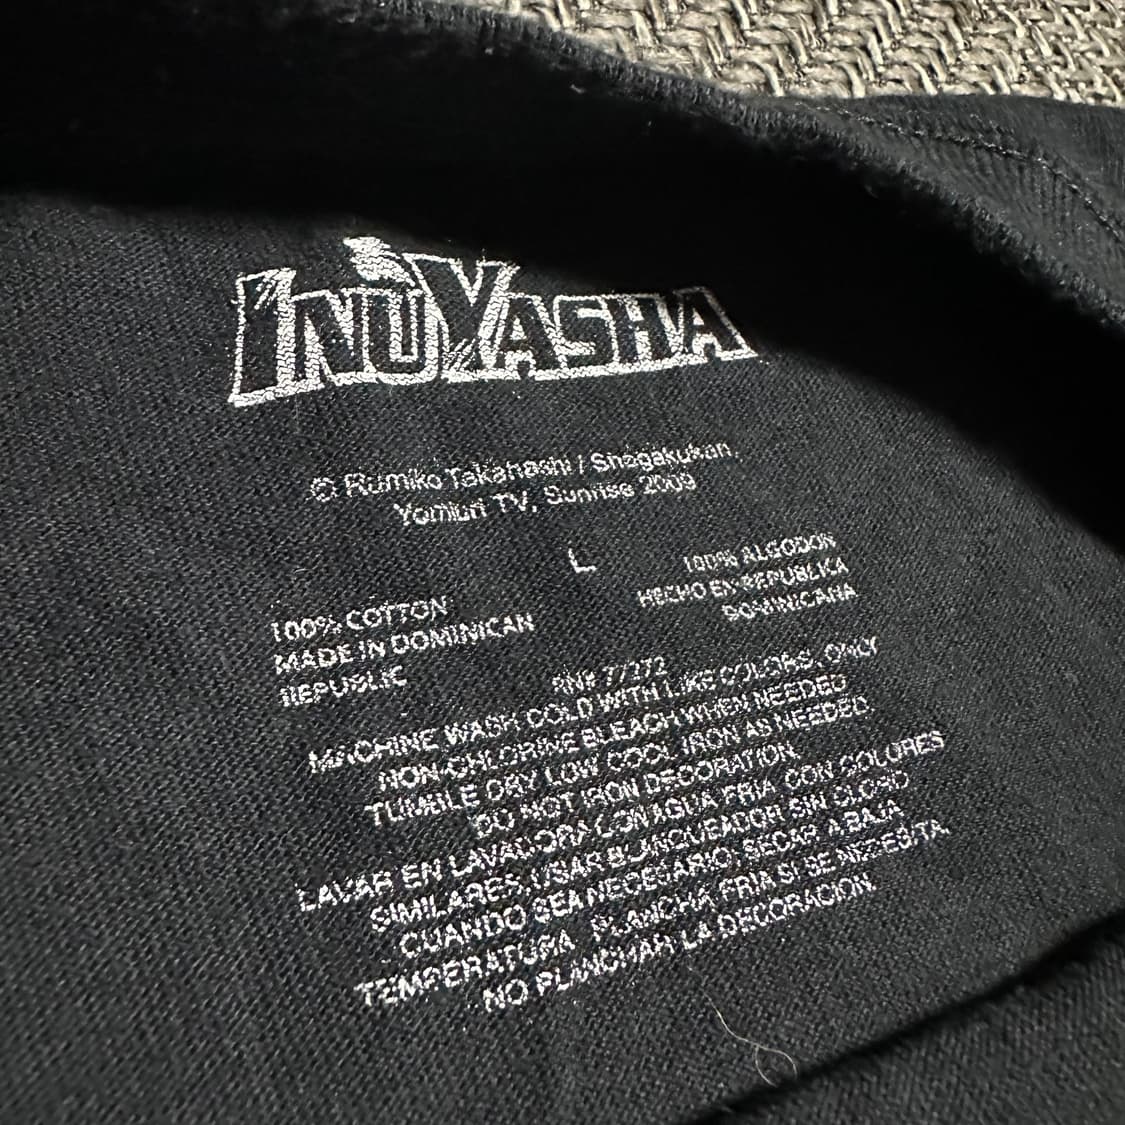 INUYASHA
© Rumiko Takahashi / Shogakukan,
Yomiuri TV, Sunrise 2009
L
100% COTTON
MADE IN DOMINICAN
REPUBLIC
100% ALGODON
HECHO EN REPUBLICA
DOMINICANA
RN# 77272
MACHINE WASH COLD WITH LIKE COLORS. ONLY
NON-CHLORINE BLEACH WHEN NEEDED
TUMBLE DRY LOW COOL IRON AS NEEDED
DO NOT IRON DECORATION.
LAVAR EN LAVADORA CON AGUA FRIA CON COLORES
SIMILARES, USAR BLANQUEADOR SIN CLORO
CUANDO SEA NECESARIO, SECAR A BAJA
TEMPERATURA PLANCHA FRIA SI SE NECESITA.
NO PLANCHAR LA DECORACION.